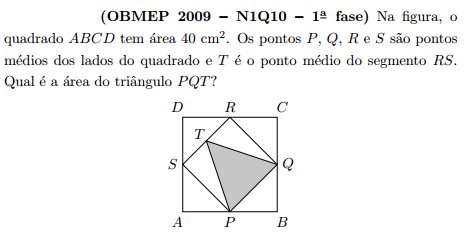 (OBMEP 2009 – N1Q10 – 1ª fase) Na figura, o
quadrado ABCD tem área 40 cm². Os pontos P, Q, R e S são pontos
médios dos lados do quadrado e T é o ponto médio do segmento RS.
Qual é a área do triângulo PQT?
D R C
T
S Q
A P B